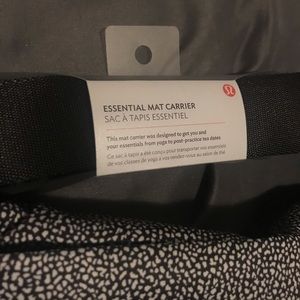 ESSENTIAL MAT CARRIER
SAC À TAPIS ESSENTIEL
This mat carrier was designed to get you and
your essentials from yoga to post-practice tea dates
Ce sac à tapis a été conçu pour transporter vos essentiels
de vos classes de yoga à vos rendez-vous au salon de thé